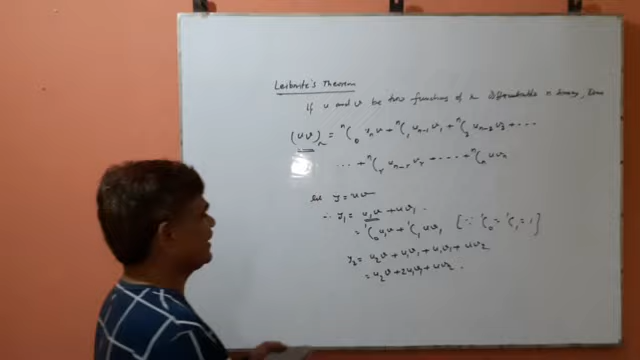 Leibnitz's Theorem
If u and v be two functions of x differentiable n times, then
(uv)ₙ = ⁿC₀ uₙv + ⁿC₁ uₙ₋₁v₁ + ⁿC₂ uₙ₋₂v₂ + ...
... + ⁿCᵣ uₙ₋ᵣvᵣ + ... + ⁿCₙ uvₙ
Let y = uv
∴ y₁ = u₁v + uv₁.
= ¹C₀ u₁v + ¹C₁ uv₁ [∵ ¹C₀ = ¹C₁ = 1]
y₂ = u₂v + u₁v₁ + u₁v₁ + uv₂
= u₂v + 2u₁v₁ + uv₂.